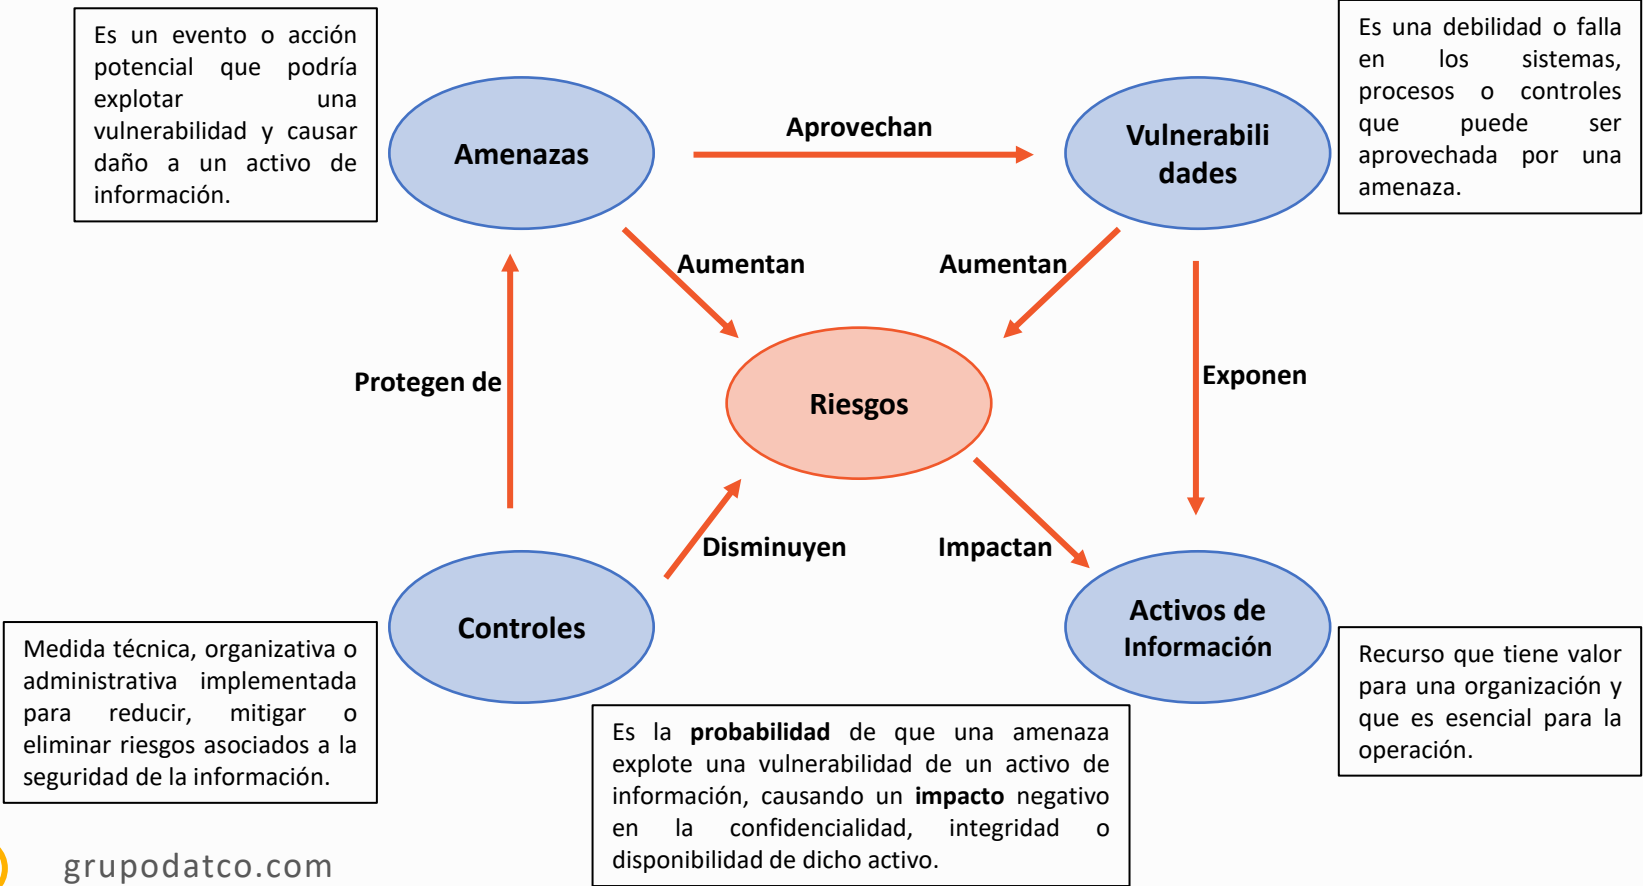 Es un evento o acción
potencial que podría
explotar una
vulnerabilidad y causar
daño a un activo de
información.
Amenazas
Aprovechan
Vulnerabili
dades
Es una debilidad o falla
en los sistemas,
procesos o controles
que puede ser
aprovechada por una
amenaza.
Aumentan
Aumentan
Protegen de
Riesgos
Exponen
Disminuyen
Impactan
Controles
Activos de
Información
Medida técnica, organizativa o
administrativa implementada
para reducir, mitigar o
eliminar riesgos asociados a la
seguridad de la información.
Es la probabilidad de que una amenaza
explote una vulnerabilidad de un activo de
información, causando un impacto negativo
en la confidencialidad, integridad o
disponibilidad de dicho activo.
Recurso que tiene valor
para una organización y
que es esencial para la
operación.
grupodatco.com